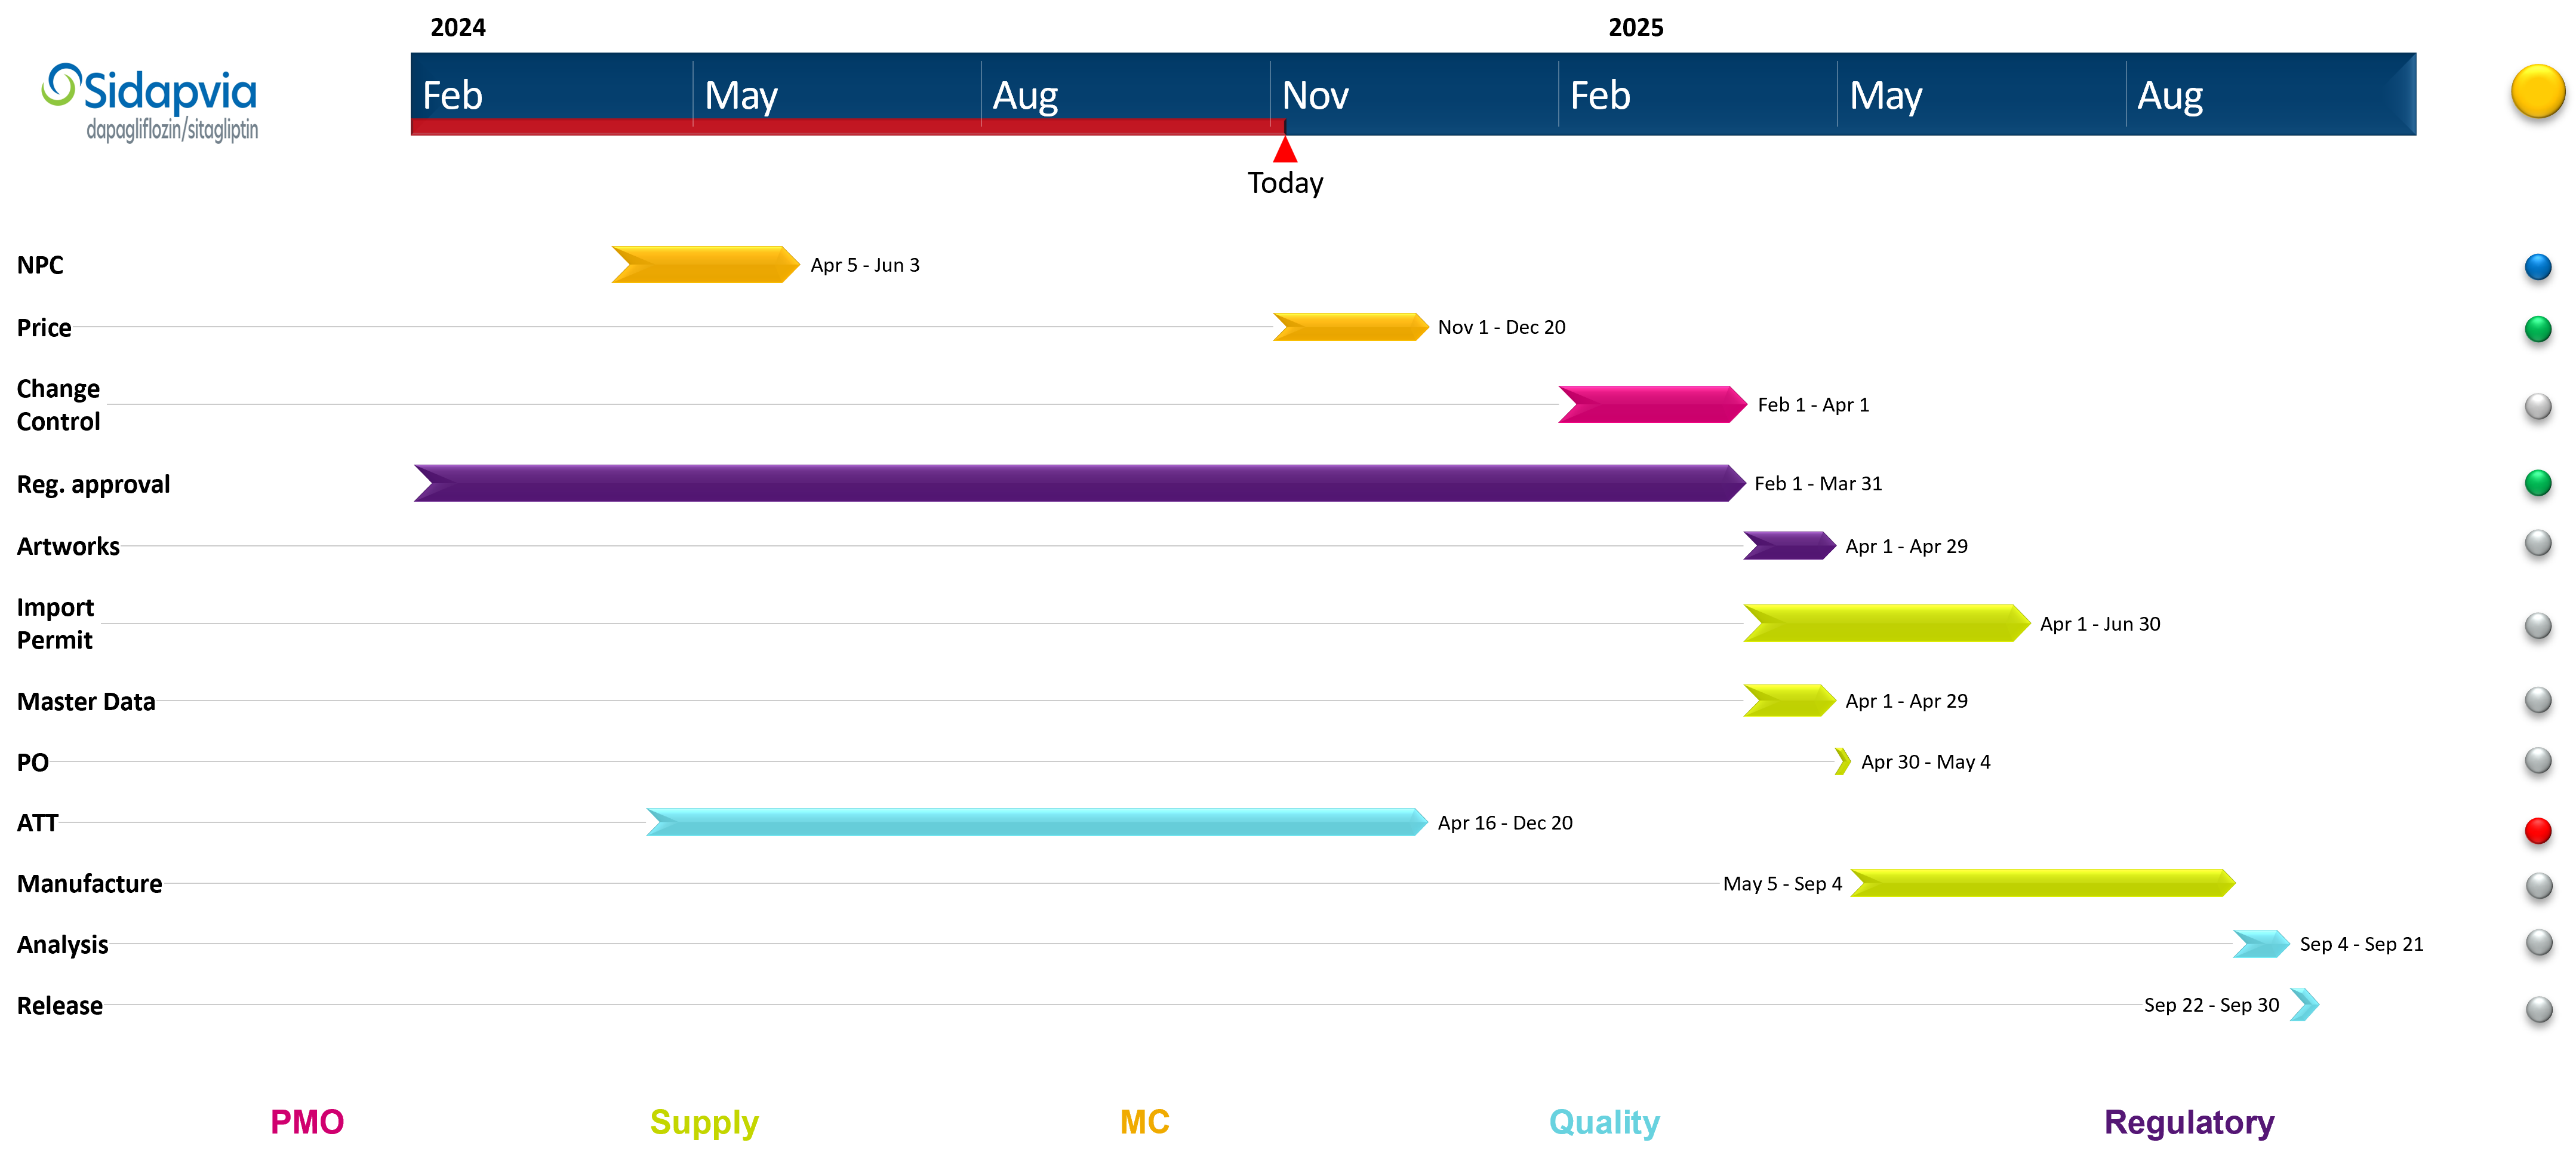 2024
2025
Sidapvia
dapagliflozin/sitagliptin
Feb May Aug Nov Feb May Aug
Today
NPC
Apr 5 - Jun 3
Price
Nov 1 - Dec 20
Change
Control
Feb 1 - Apr 1
Reg. approval
Feb 1 - Mar 31
Artworks
Apr 1 - Apr 29
Import
Permit
Apr 1 - Jun 30
Master Data
Apr 1 - Apr 29
PO
Apr 30 - May 4
ATT
Apr 16 - Dec 20
Manufacture
May 5 - Sep 4
Analysis
Sep 4 - Sep 21
Release
Sep 22 - Sep 30
PMO
Supply
MC
Quality
Regulatory